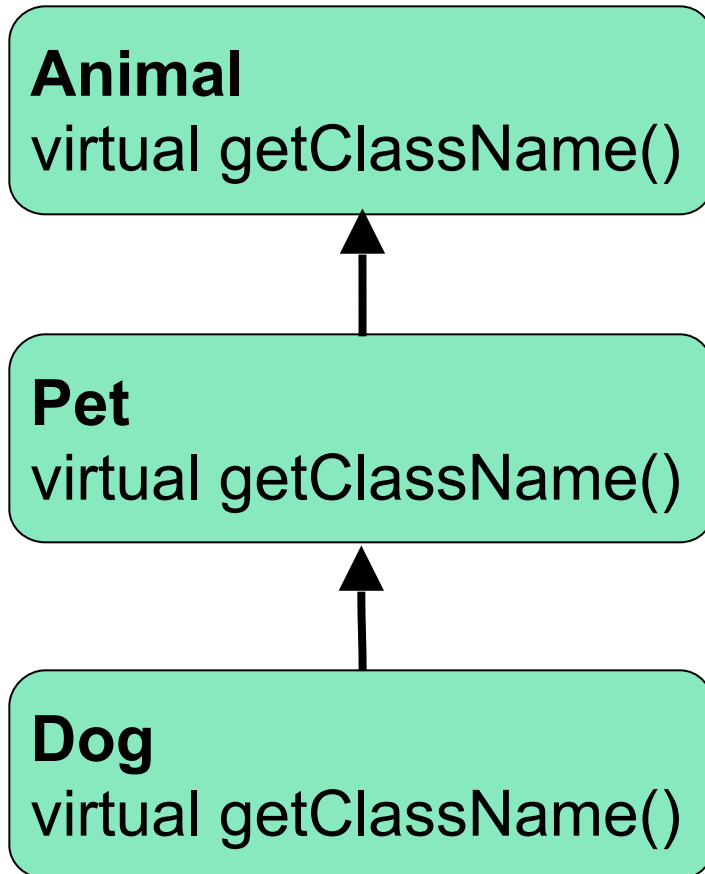 Animal
virtual getClassName()
Pet
virtual getClassName()
Dog
virtual getClassName()